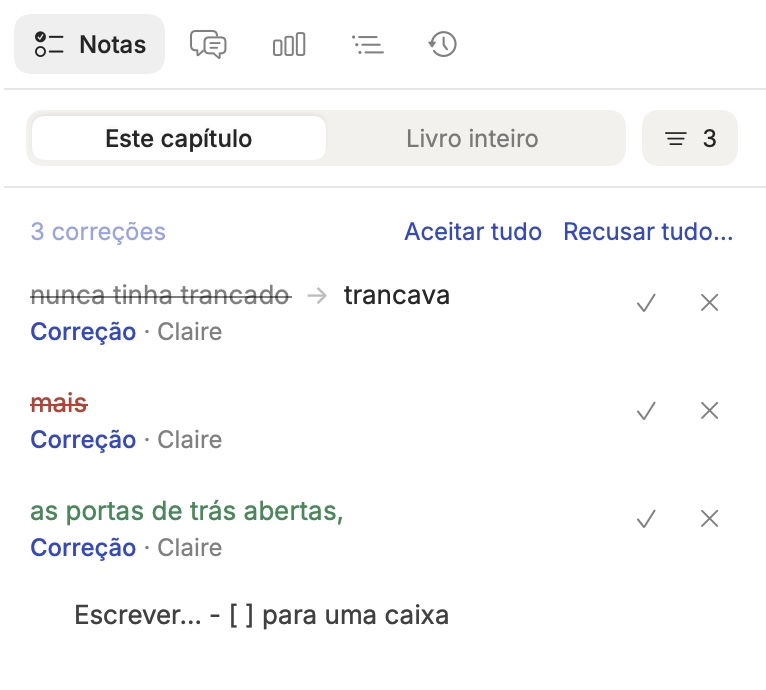 Notas
Este capítulo
Livro inteiro
3
3 correções
Aceitar tudo
Recusar tudo...
nunca tinha trancado → trancava
Correção · Claire
mais
Correção · Claire
as portas de trás abertas,
Correção · Claire
Escrever... - [ ] para uma caixa